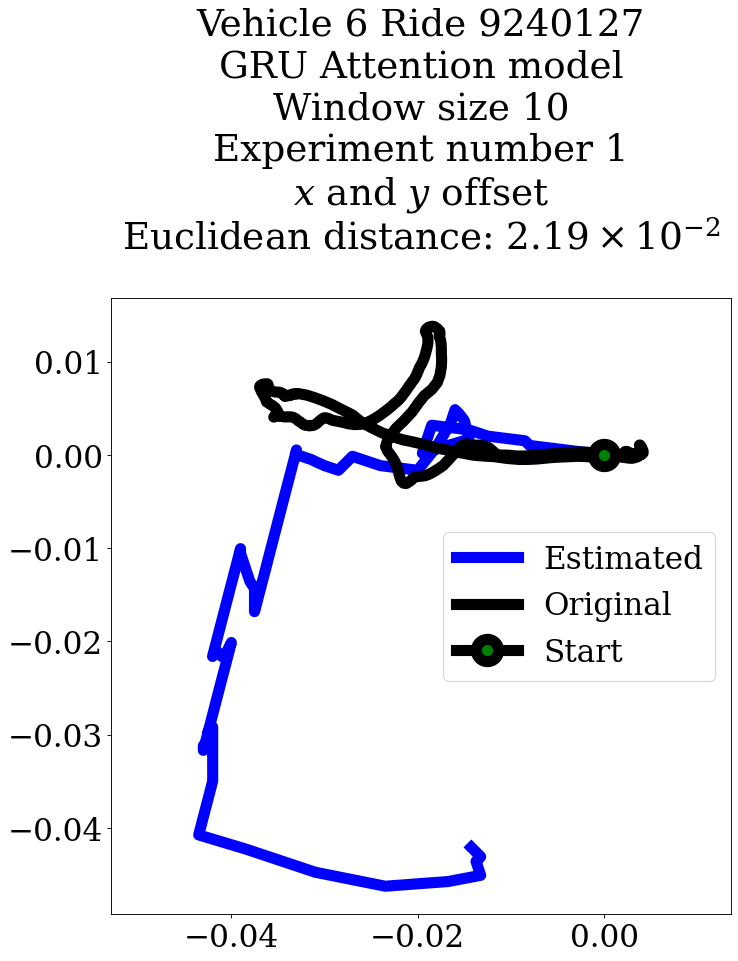 Vehicle 6 Ride 9240127
GRU Attention model
Window size 10
Experiment number 1
x and y offset
Euclidean distance: 2.19 × 10⁻²
0.01
0.00
−0.01
−0.02
−0.03
−0.04
Estimated
Original
Start
−0.04
−0.02
0.00